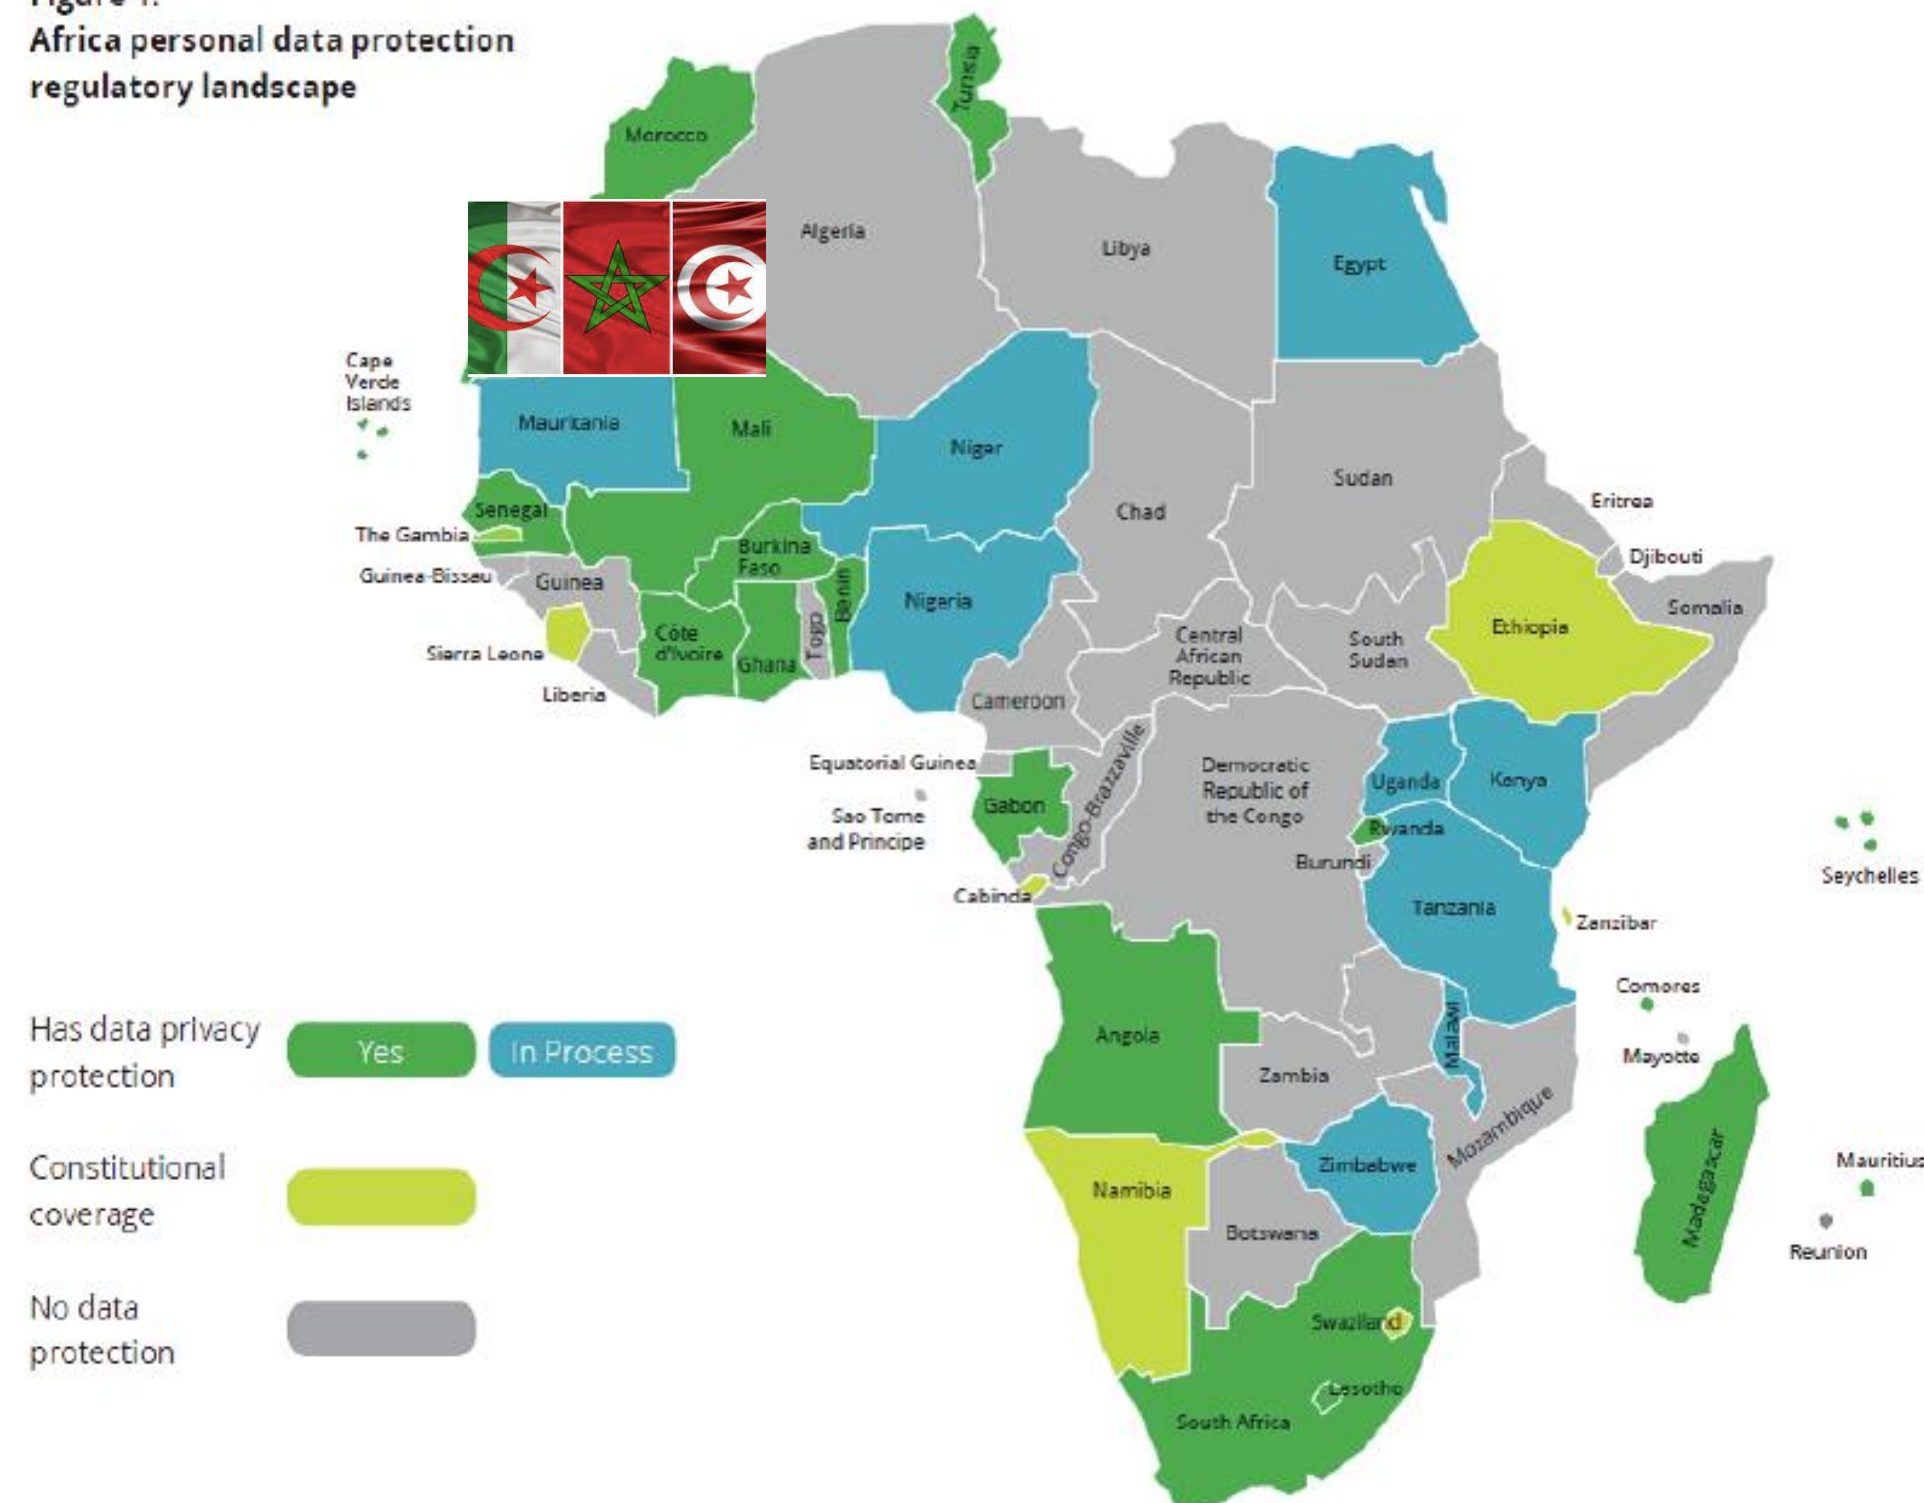 Africa personal data protection
regulatory landscape
Tunisia
Morocco
Algeria
Libya
Egypt
Cape
Verde
Islands
Mauritania
Mali
Niger
Chad
Sudan
Eritrea
Senegal
The Gambia
Guinea-Bissau
Guinea
Burkina
Faso
Benin
Togo
Nigeria
Djibouti
Somalia
Ethiopia
Sierra Leone
Liberia
Côte
d'Ivoire
Ghana
Central
African
Republic
South
Sudan
Cameroon
Equatorial Guinea
Sao Tome
and Principe
Gabon
Congo-Brazzaville
Democratic
Republic of
the Congo
Uganda
Kenya
Rwanda
Burundi
Seychelles
Cabinda
Tanzania
Zanzibar
Comores
Mayotte
Angola
Malawi
Zambia
Mozambique
Zimbabwe
Madagascar
Mauritius
Reunion
Namibia
Botswana
Swaziland
Lesotho
South Africa
Has data privacy
protection
Yes
In Process
Constitutional
coverage
No data
protection